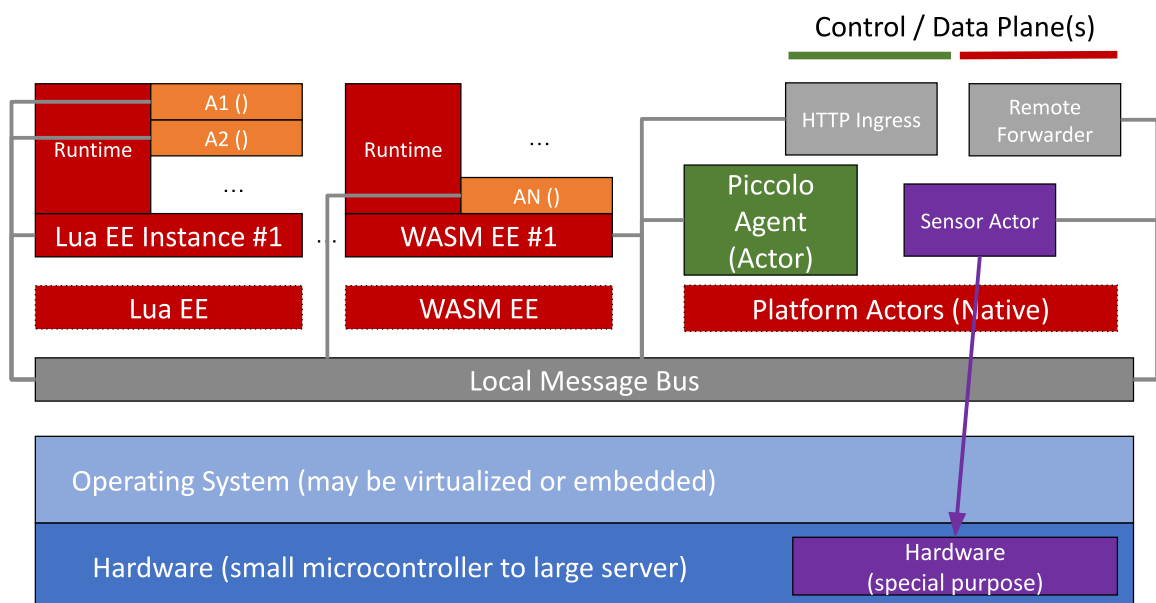 Control / Data Plane(s)
Runtime
A1 ()
A2 ()
...
Lua EE Instance #1
...
Runtime
...
AN ()
WASM EE #1
HTTP Ingress
Remote
Forwarder
Piccolo
Agent
(Actor)
Sensor Actor
Lua EE
WASM EE
Platform Actors (Native)
Local Message Bus
Operating System (may be virtualized or embedded)
Hardware (small microcontroller to large server)
Hardware
(special purpose)